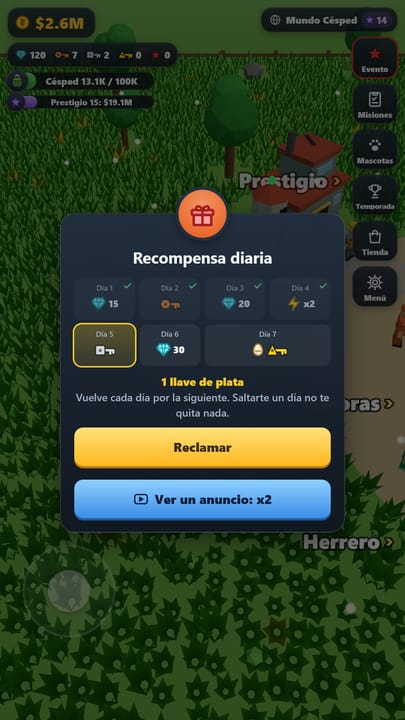 $2.6M
Mundo Césped
14
120
7
2
0
0
Césped 13.1K / 100K
Prestigio 15: $19.1M
Evento
Misiones
Mascotas
Temporada
Tienda
Menú
Prestigio
Recompensa diaria
Día 1
15
Día 2
Día 3
20
Día 4
x2
Día 5
Día 6
30
Día 7
1 llave de plata
Vuelve cada día por la siguiente. Saltarte un día no te
quita nada.
Reclamar
Ver un anuncio: x2
oras
Herrero